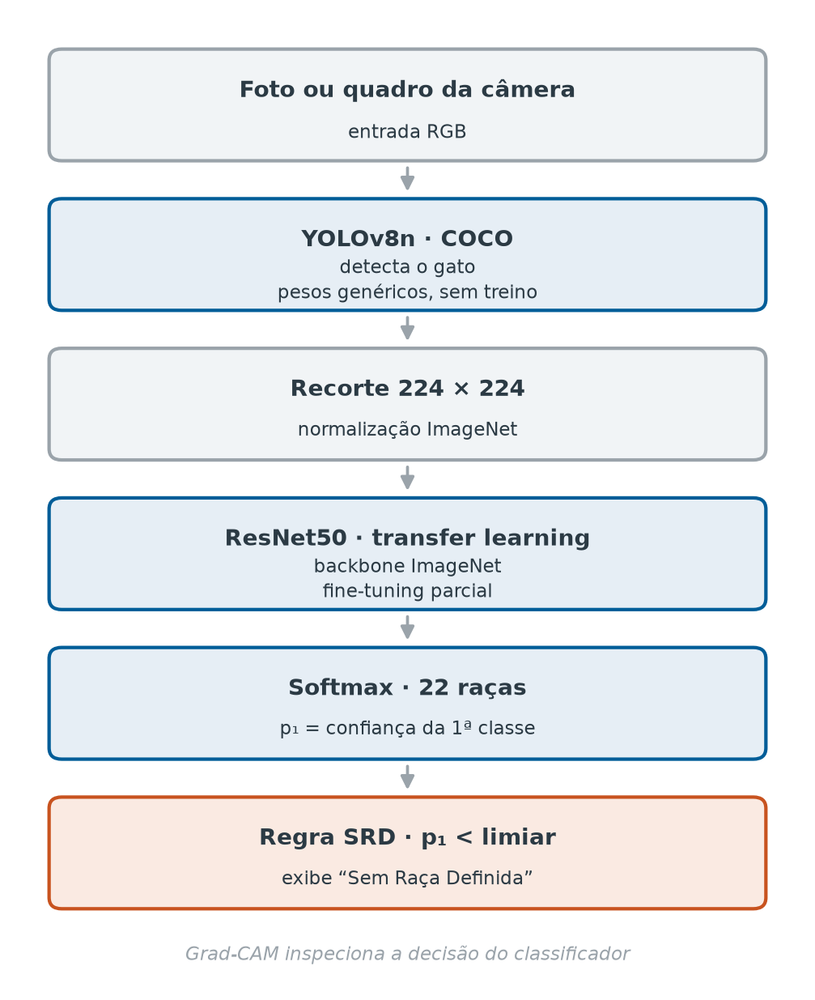 Foto ou quadro da câmera
entrada RGB
YOLOv8n · COCO
detecta o gato
pesos genéricos, sem treino
Recorte 224 × 224
normalização ImageNet
ResNet50 · transfer learning
backbone ImageNet
fine-tuning parcial
Softmax · 22 raças
p₁ = confiança da 1ª classe
Regra SRD · p₁ < limiar
exibe “Sem Raça Definida”
Grad-CAM inspeciona a decisão do classificador